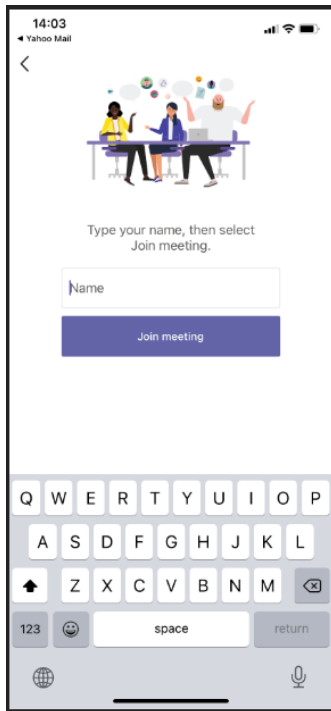 14:03
◀ Yahoo Mail
Type your name, then select
Join meeting.
Name
Join meeting
Q W E R T Y U I O P
A S D F G H J K L
Z X C V B N M
123 space return